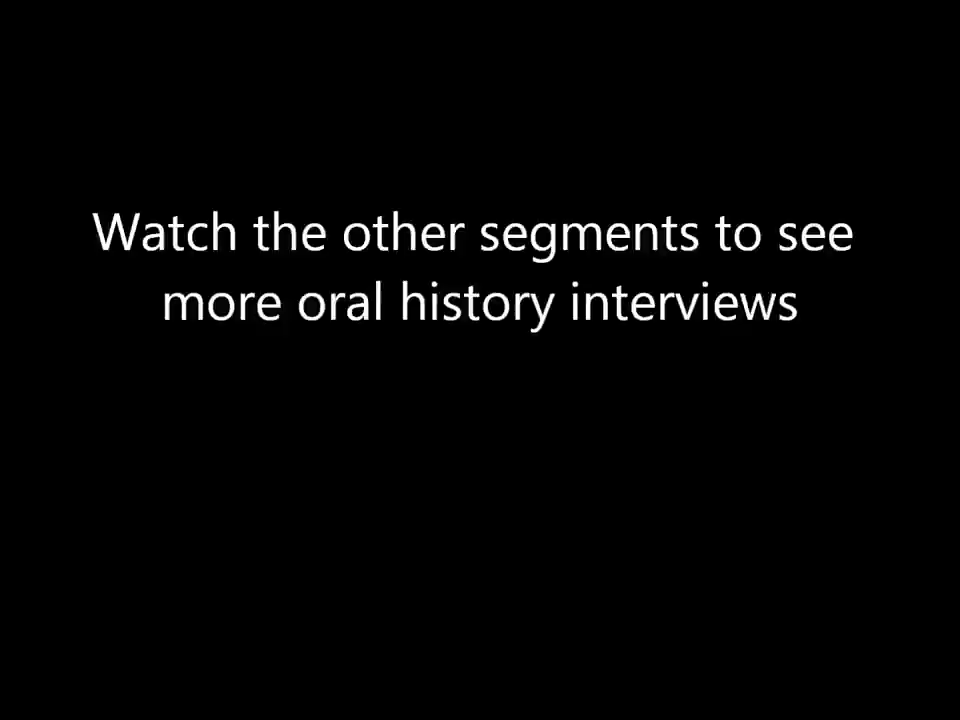 Watch the other segments to see
more oral history interviews